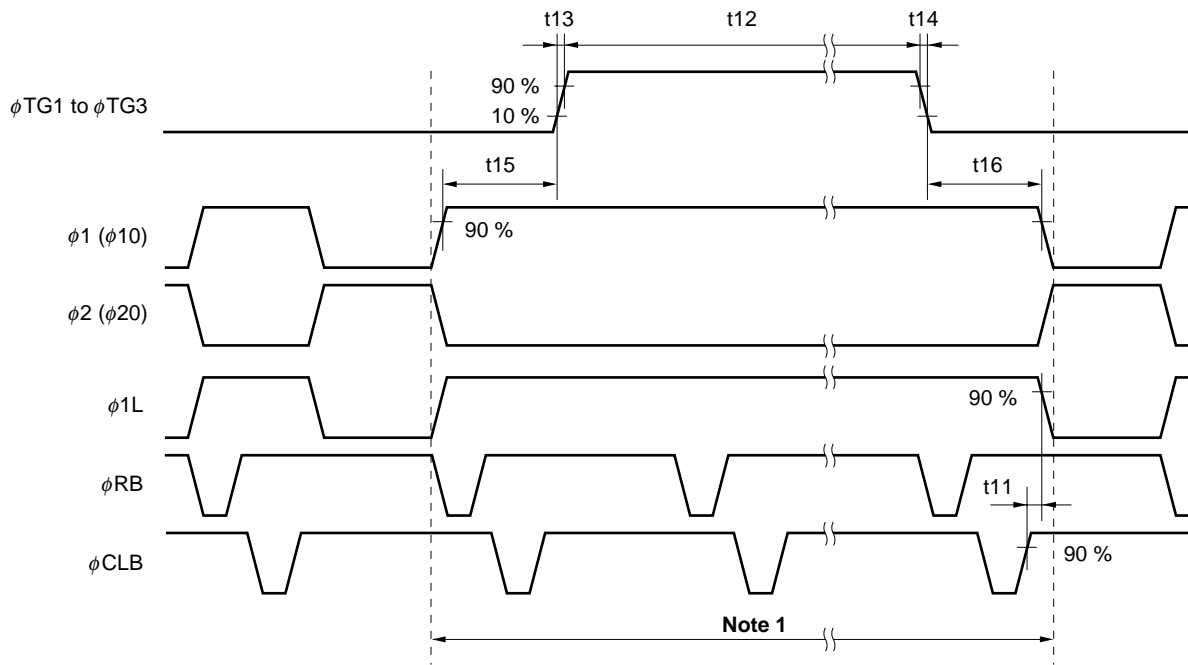 t13
t12
t14
90 %
10 %
ϕTG1 to ϕTG3
t15
t16
90 %
ϕ1 (ϕ10)
ϕ2 (ϕ20)
90 %
ϕ1L
t11
ϕRB
90 %
ϕCLB
Note 1